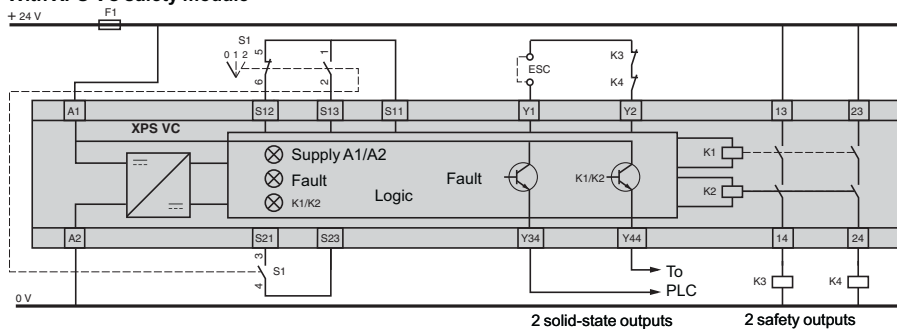 With XPS VC safety module
+ 24 V
F1
S1
0 1 2
5
6
1
2
ESC
K3
K4
A1
S12
S13
S11
Y1
Y2
13
23
XPS VC
Supply A1/A2
Fault
K1/K2
Logic
Fault
K1/K2
K1
K2
A2
S21
S23
Y34
Y44
14
24
3
4
S1
To
PLC
K3
K4
0 V
2 solid-state outputs
2 safety outputs